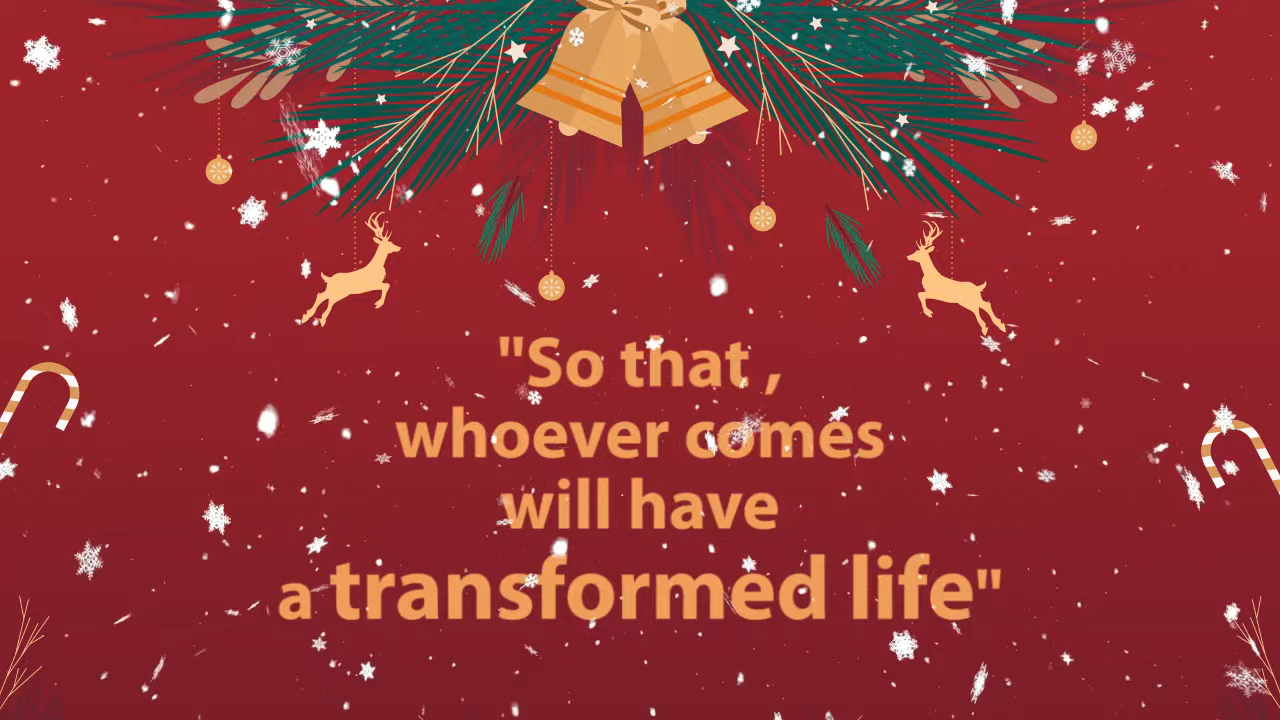 "So that ,
whoever comes
will have
a transformed life"